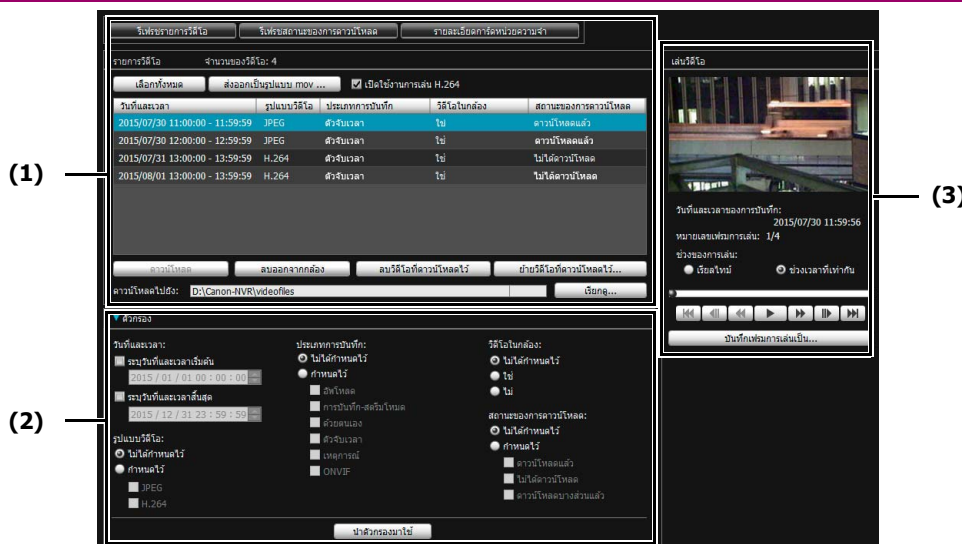 รีเฟรชรายการวิดีโอ รีเฟรชสถานะของการดาวน์โหลด รายละเอียดการ์ดหน่วยความจำ
รายการวิดีโอ จำนวนของวิดีโอ: 4
เลือกทั้งหมด ส่งออกเป็นรูปแบบ mov ... เปิดใช้งานการเล่น H.264
วันที่และเวลา รูปแบบวิดีโอ ประเภทการบันทึก วิดีโอในกล้อง สถานะของการดาวน์โหลด
2015/07/30 11:00:00 - 11:59:59 JPEG ตัวจับเวลา ใช่ ดาวน์โหลดแล้ว
2015/07/30 12:00:00 - 12:59:59 JPEG ตัวจับเวลา ใช่ ดาวน์โหลดแล้ว
2015/07/31 13:00:00 - 13:59:59 H.264 ตัวจับเวลา ใช่ ไม่ได้ดาวน์โหลด
2015/08/01 13:00:00 - 13:59:59 H.264 ตัวจับเวลา ใช่ ไม่ได้ดาวน์โหลด
(1)
ดาวน์โหลด ลบออกจากกล้อง ลบวิดีโอที่ดาวน์โหลดไว้ ย้ายวิดีโอที่ดาวน์โหลดไว้...
ดาวน์โหลดไปยัง: D:\Canon-NVR\videofiles เรียกดู...
ตัวกรอง
วันที่และเวลา:
ระบุวันที่และเวลาเริ่มต้น
2015 / 01 / 01 00 : 00 : 00
ระบุวันที่และเวลาสิ้นสุด
2015 / 12 / 31 23 : 59 : 59
รูปแบบวิดีโอ:
ไม่ได้กำหนดไว้
กำหนดไว้
JPEG
H.264
ประเภทการบันทึก:
ไม่ได้กำหนดไว้
กำหนดไว้
อัพโหลด
การบันทึก-สตรีมโหมด
ด้วยตนเอง
ตัวจับเวลา
เหตุการณ์
ONVIF
วิดีโอในกล้อง:
ไม่ได้กำหนดไว้
ใช่
ไม่
สถานะของการดาวน์โหลด:
ไม่ได้กำหนดไว้
กำหนดไว้
ดาวน์โหลดแล้ว
ไม่ได้ดาวน์โหลด
ดาวน์โหลดบางส่วนแล้ว
นำตัวกรองมาใช้
(2)
เล่นวิดีโอ
วันที่และเวลาของการบันทึก:
2015/07/30 11:59:56
หมายเลขเฟรมการเล่น: 1/4
ช่วงของการเล่น:
เรียลไทม์ ช่วงเวลาที่เท่ากัน
บันทึกเฟรมการเล่นเป็น...
(3)